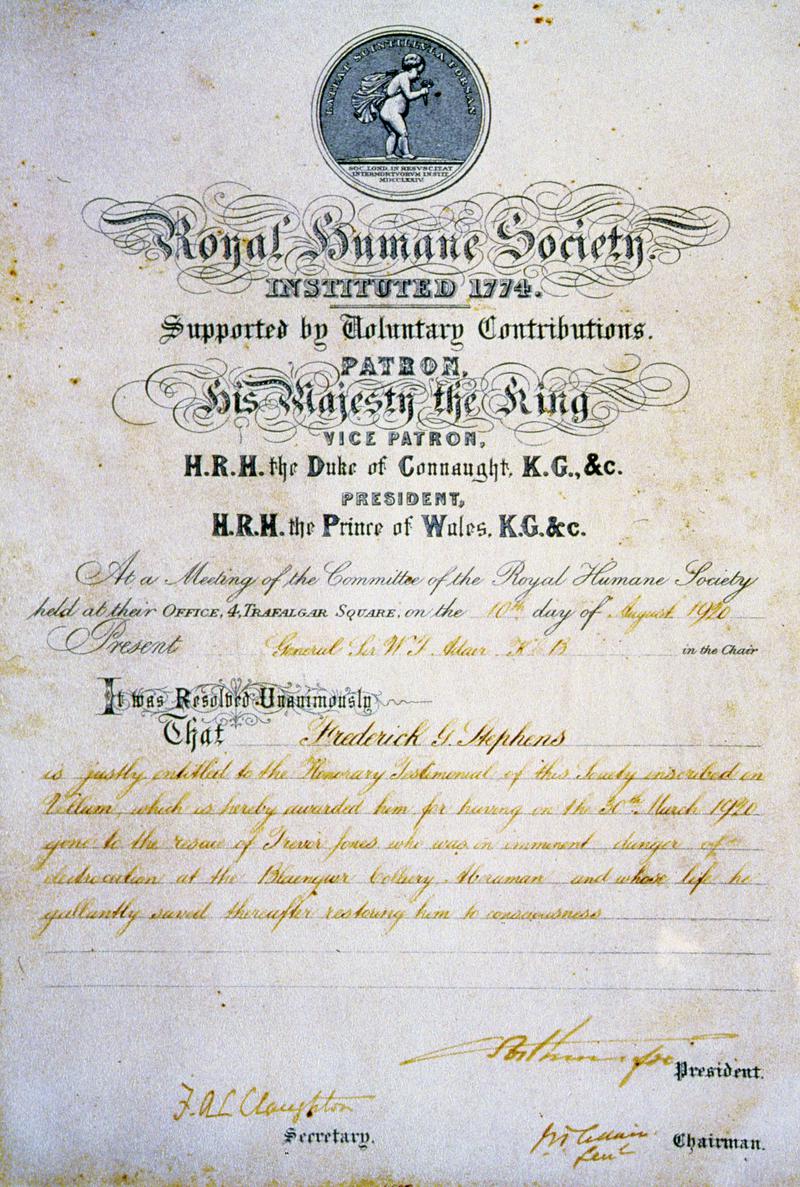 LATEAT SCINTILLVLA FORSAN
SOC. LOND. IN RESVSCITAT
INTERMORTVORVM INSTIT.
MDCCLXXIV.
Royal Humane Society.
INSTITUTED 1774.
Supported by Voluntary Contributions.
PATRON,
His Majesty the King
VICE PATRON,
H.R.H. the Duke of Connaught, K.G., &c.
PRESIDENT,
H.R.H. the Prince of Wales, K.G. &c.
At a Meeting of the Committee of the Royal Humane Society
held at their OFFICE, 4, TRAFALGAR SQUARE, on the 10th day of August 1920
Present General Sir W T Adair K B in the Chair
It was Resolved Unanimously
That Frederick G. Stephens
is justly entitled to the Honorary Testimonial of this Society inscribed on
Vellum, which is hereby awarded him for having on the 30th March 1920
gone to the rescue of Trevor Jones who was in imminent danger of
electrocution at the Blaengwr Colliery Aberaman and whose life he
gallantly saved thereafter restoring him to consciousness
President.
F.A.L Claughton
Secretary.
Chairman.